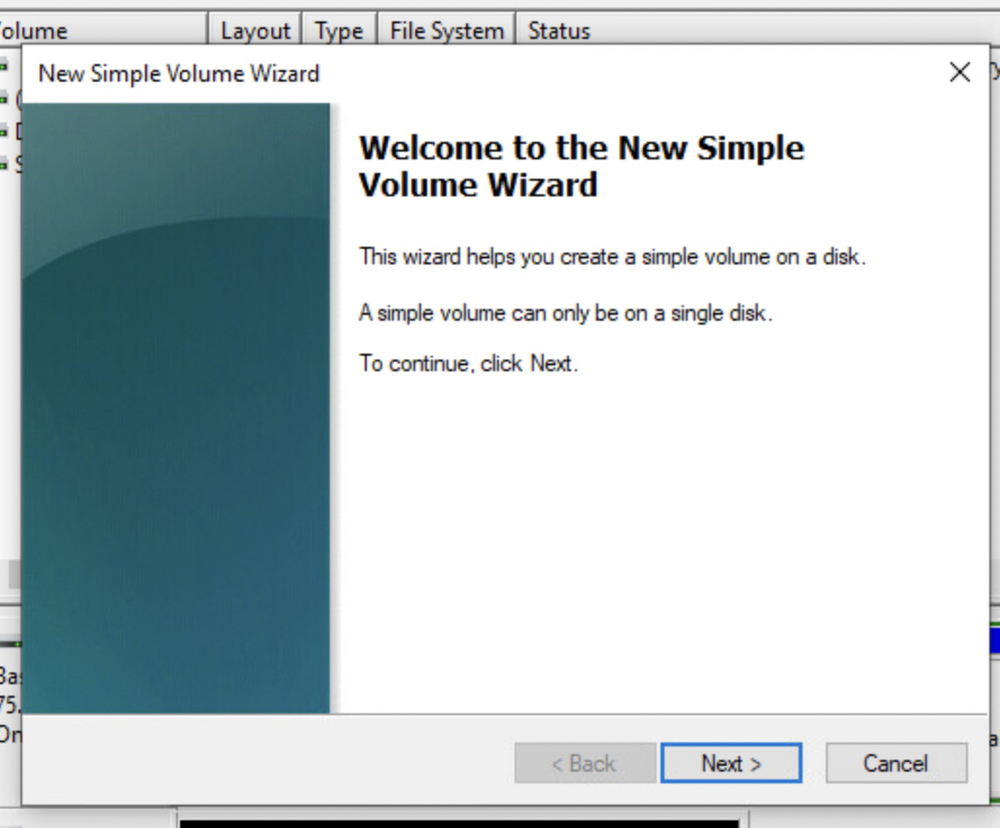 Layout Type File System Status
New Simple Volume Wizard
Welcome to the New Simple
Volume Wizard
This wizard helps you create a simple volume on a disk.
A simple volume can only be on a single disk.
To continue, click Next.
75.
< Back Next > Cancel